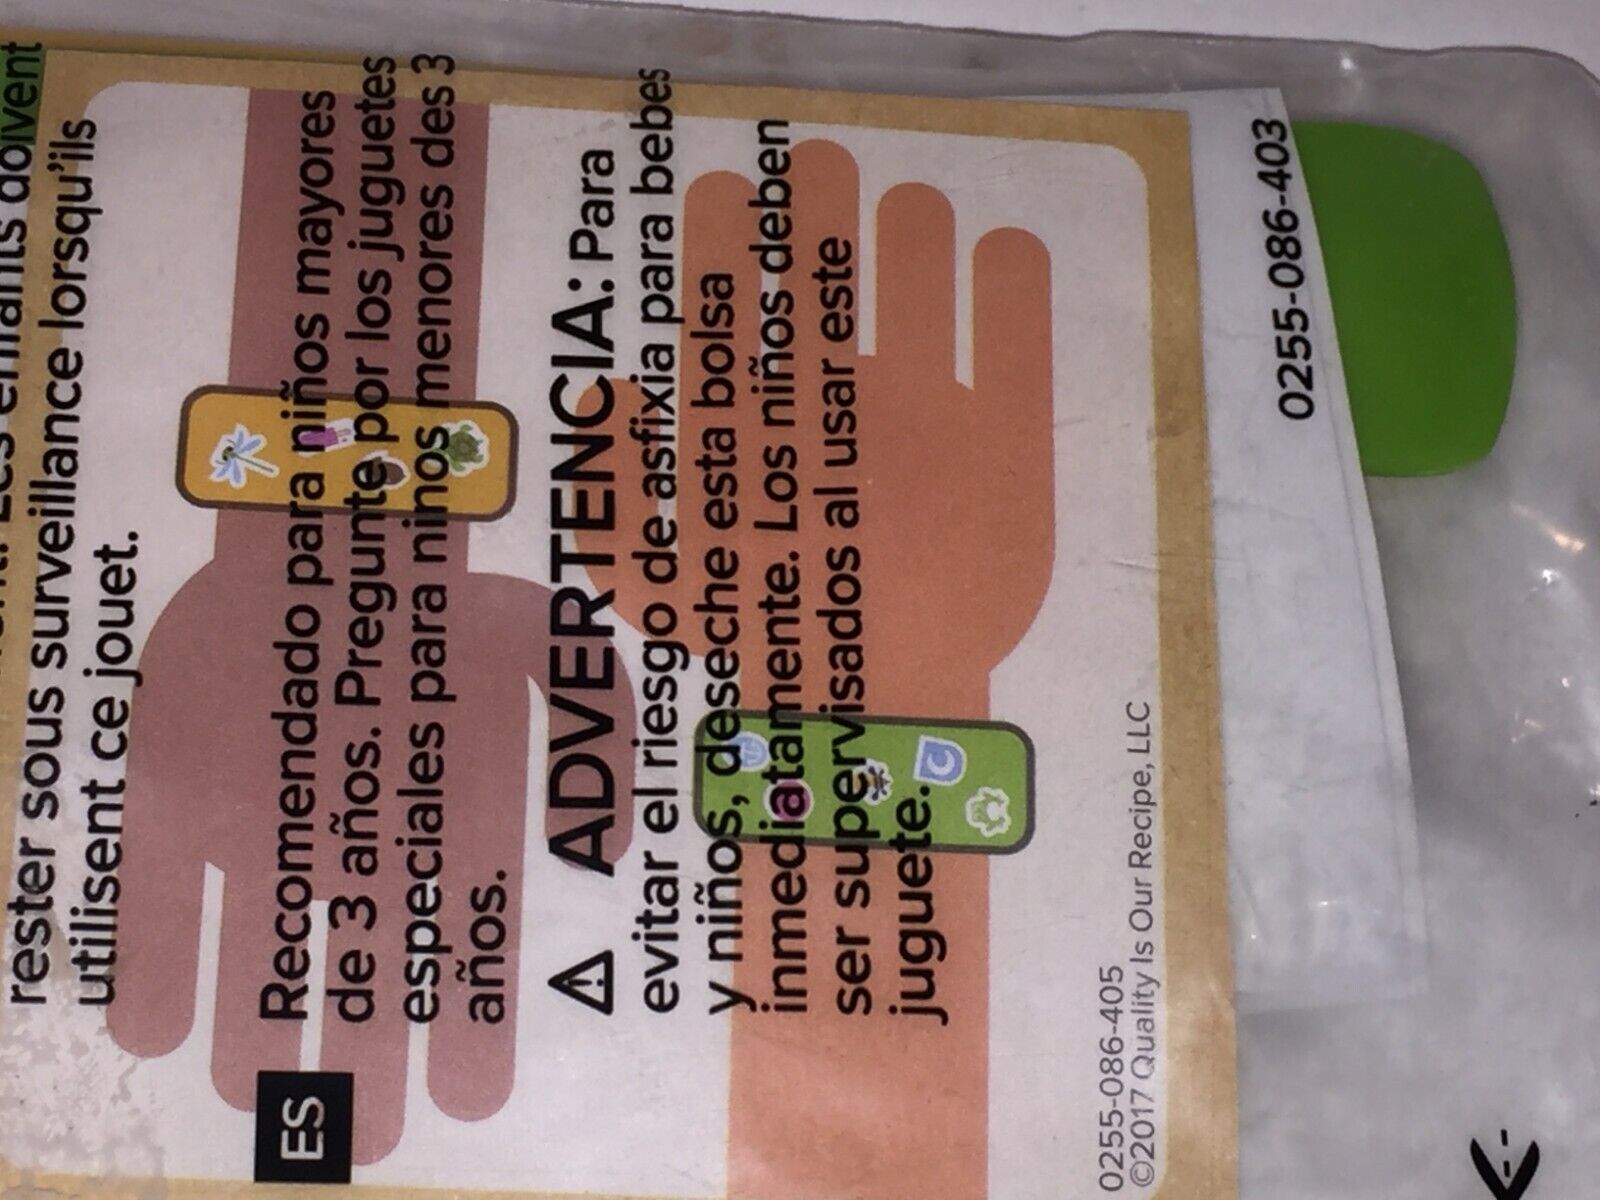 rester sous surveillance lorsqu'ils
utilisent ce jouet.
ES
Recomendado para niños mayores
de 3 años. Pregunte por los juguetes
especiales para ninos menores des 3
años.
⚠ ADVERTENCIA: Para
evitar el riesgo de asfixia para bebes
y niños, deseche esta bolsa
inmediatamente. Los niños deben
ser supervisados al usar este
juguete.
0255-086-405
©2017 Quality Is Our Recipe, LLC
0255-086-403